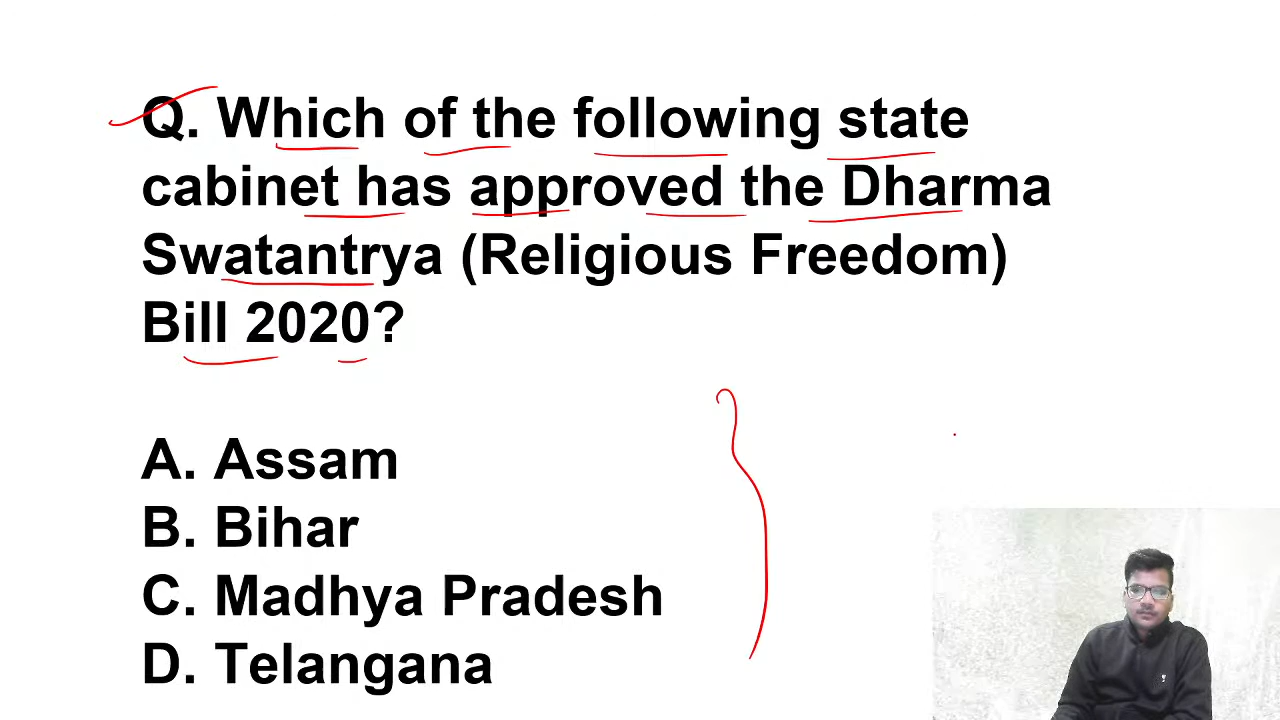 Q. Which of the following state
cabinet has approved the Dharma
Swatantrya (Religious Freedom)
Bill 2020?
A. Assam
B. Bihar
C. Madhya Pradesh
D. Telangana